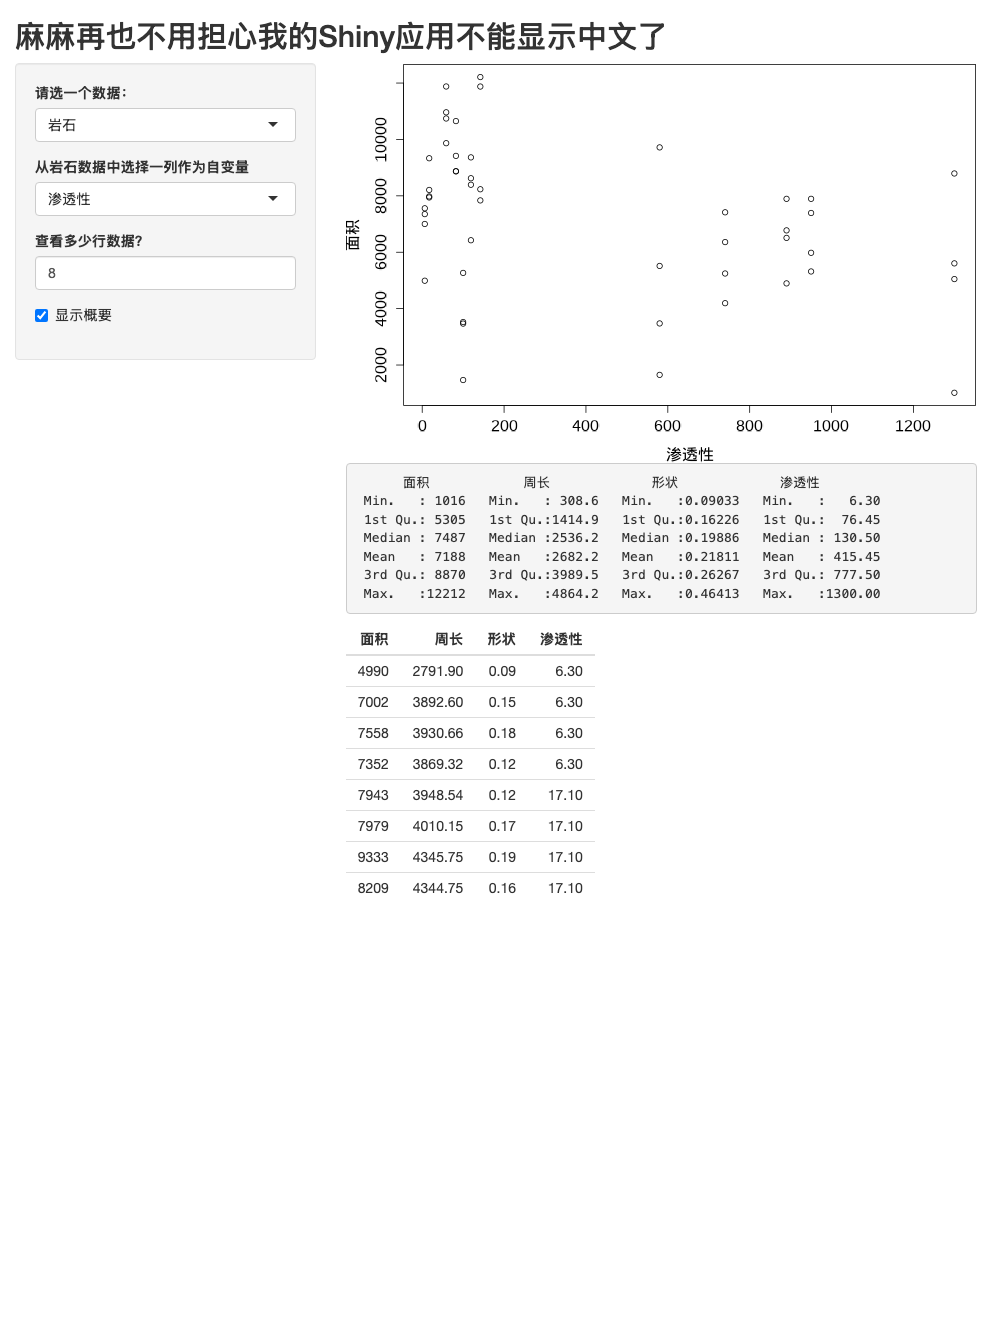 麻麻再也不用担心我的Shiny应用不能显示中文了
请选一个数据：
岩石
从岩石数据中选择一列作为自变量
渗透性
查看多少行数据?
8
显示概要
面积
10000
8000
6000
4000
2000
0 200 400 600 800 1000 1200
渗透性
面积 周长 形状 渗透性
Min.   : 1016   Min.   : 308.6   Min.   :0.09033   Min.   :   6.30
1st Qu.: 5305   1st Qu.:1414.9   1st Qu.:0.16226   1st Qu.:  76.45
Median : 7487   Median :2536.2   Median :0.19886   Median : 130.50
Mean   : 7188   Mean   :2682.2   Mean   :0.21811   Mean   : 415.45
3rd Qu.: 8870   3rd Qu.:3989.5   3rd Qu.:0.26267   3rd Qu.: 777.50
Max.   :12212   Max.   :4864.2   Max.   :0.46413   Max.   :1300.00
面积 周长 形状 渗透性
4990 2791.90 0.09 6.30
7002 3892.60 0.15 6.30
7558 3930.66 0.18 6.30
7352 3869.32 0.12 6.30
7943 3948.54 0.12 17.10
7979 4010.15 0.17 17.10
9333 4345.75 0.19 17.10
8209 4344.75 0.16 17.10